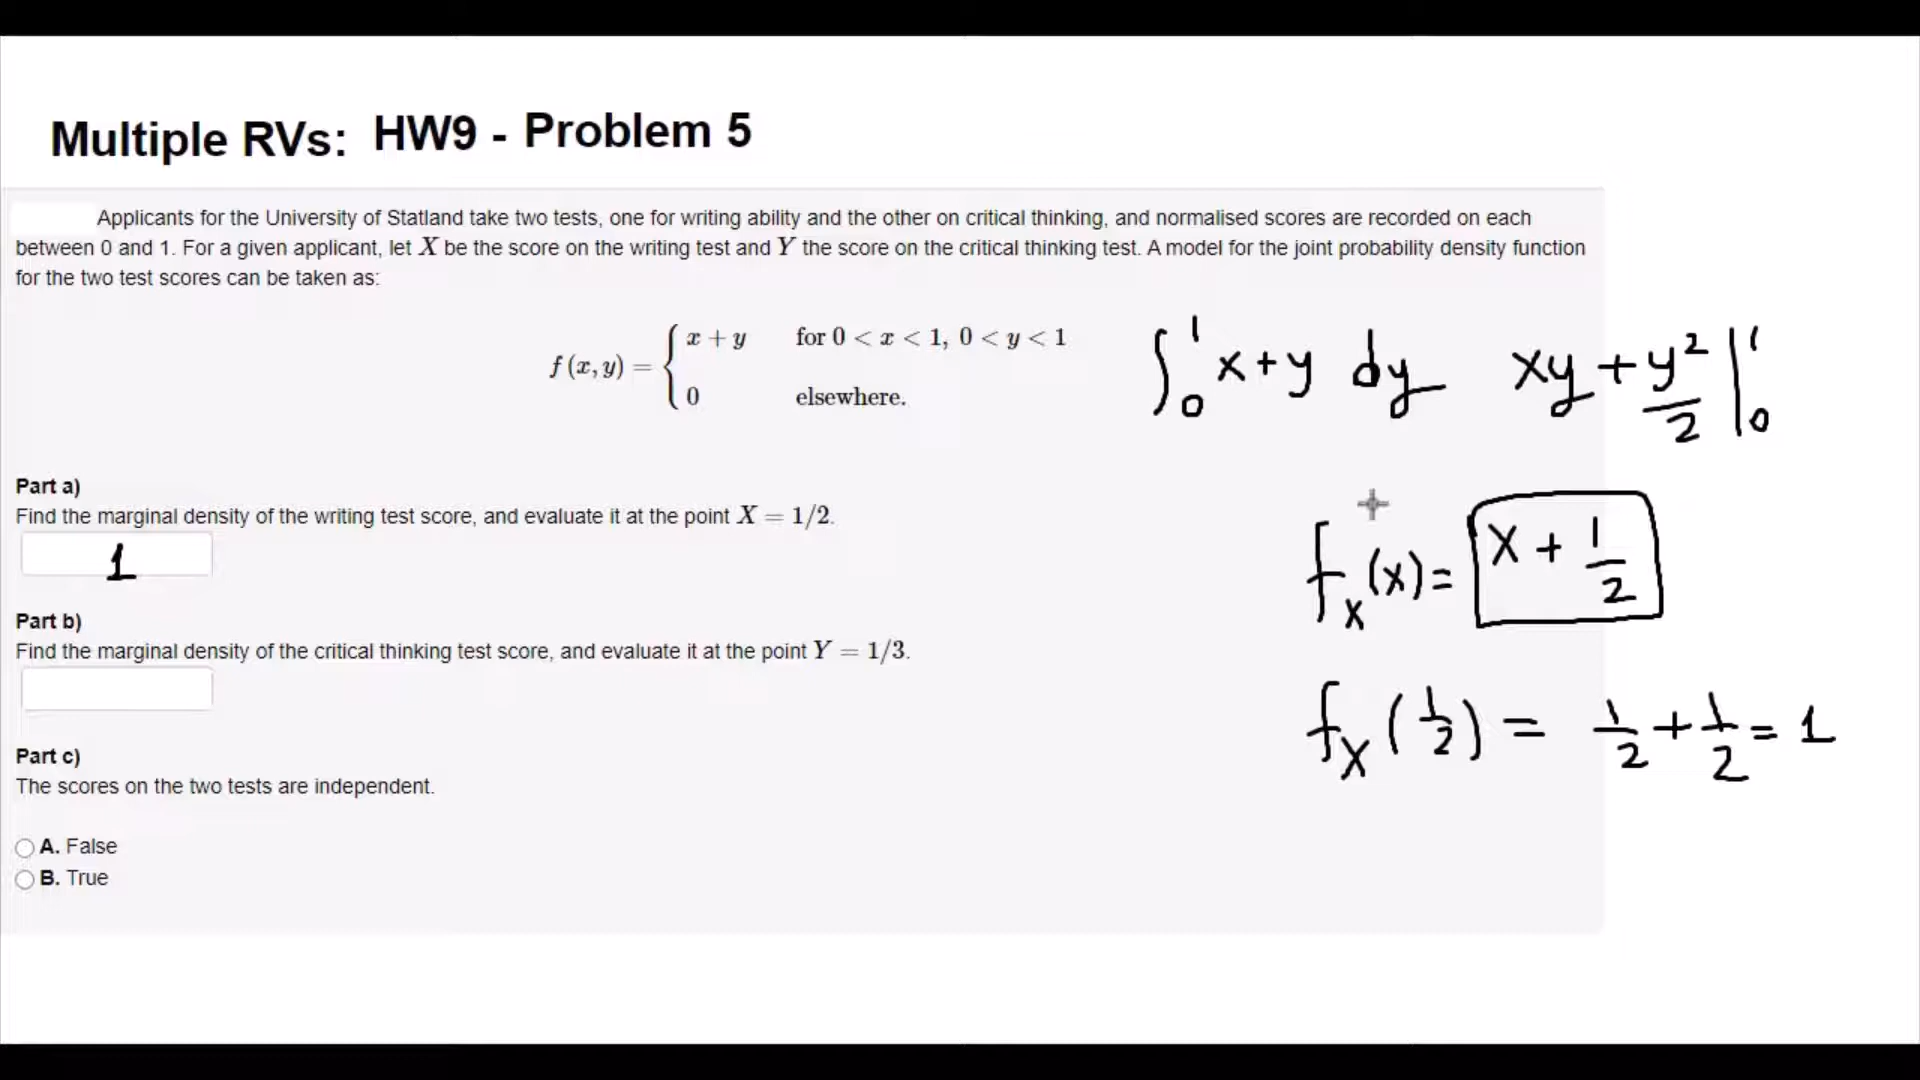 Multiple RVs: HW9 - Problem 5
Applicants for the University of Statland take two tests, one for writing ability and the other on critical thinking, and normalised scores are recorded on each
between 0 and 1. For a given applicant, let X be the score on the writing test and Y the score on the critical thinking test. A model for the joint probability density function
for the two test scores can be taken as:
f(x, y) = { x + y for 0 < x < 1, 0 < y < 1
0 elsewhere.
∫₀¹ x+y dy xy + y²/2 |₀¹
Part a)
Find the marginal density of the writing test score, and evaluate it at the point X = 1/2.
1
f_X(x) = x + 1/2
Part b)
Find the marginal density of the critical thinking test score, and evaluate it at the point Y = 1/3.
f_X(1/2) = 1/2 + 1/2 = 1
Part c)
The scores on the two tests are independent.
A. False
B. True